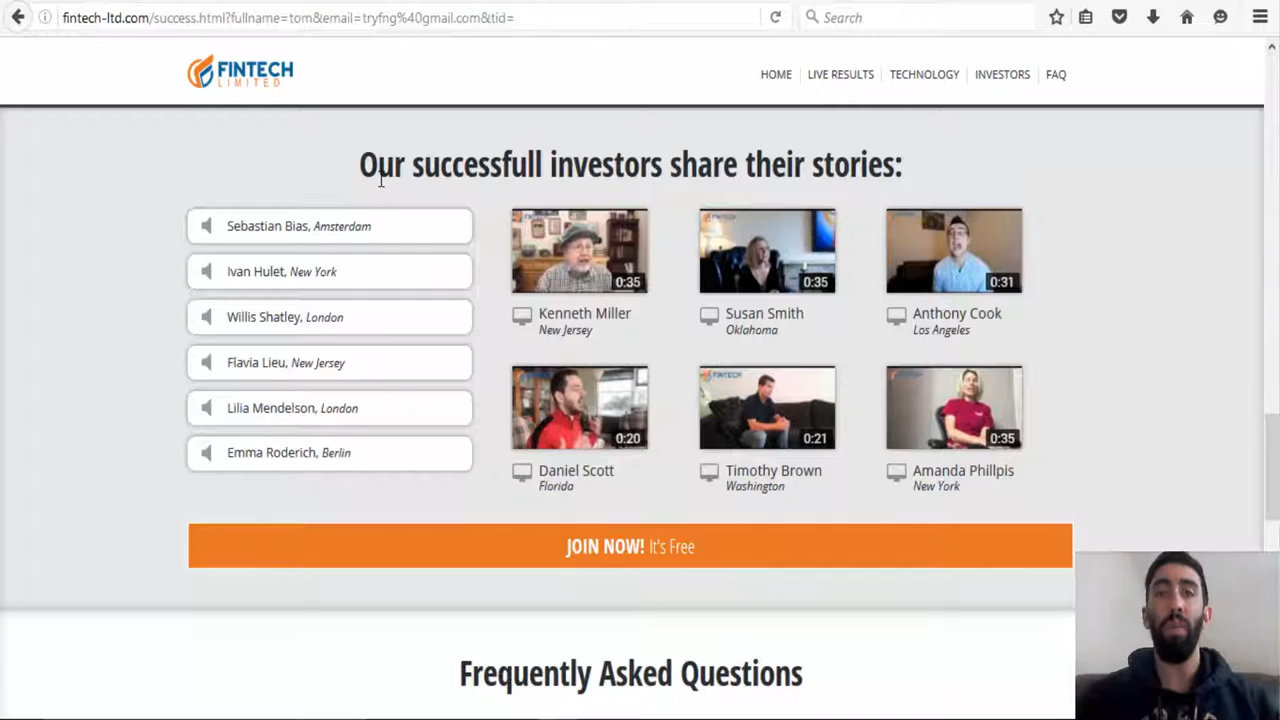 fintech-ltd.com/success.html?fullname=tom&email=tryfng%40gmail.com&tid=
Search
FINTECH
LIMITED
HOME
LIVE RESULTS
TECHNOLOGY
INVESTORS
FAQ
Our successfull investors share their stories:
Sebastian Bias, Amsterdam
Ivan Hulet, New York
Willis Shatley, London
Flavia Lieu, New Jersey
Lilia Mendelson, London
Emma Roderich, Berlin
0:35
0:35
0:31
Kenneth Miller
New Jersey
Susan Smith
Oklahoma
Anthony Cook
Los Angeles
FINTECH
0:20
0:21
0:35
Daniel Scott
Florida
Timothy Brown
Washington
Amanda Phillpis
New York
JOIN NOW! It's Free
Frequently Asked Questions